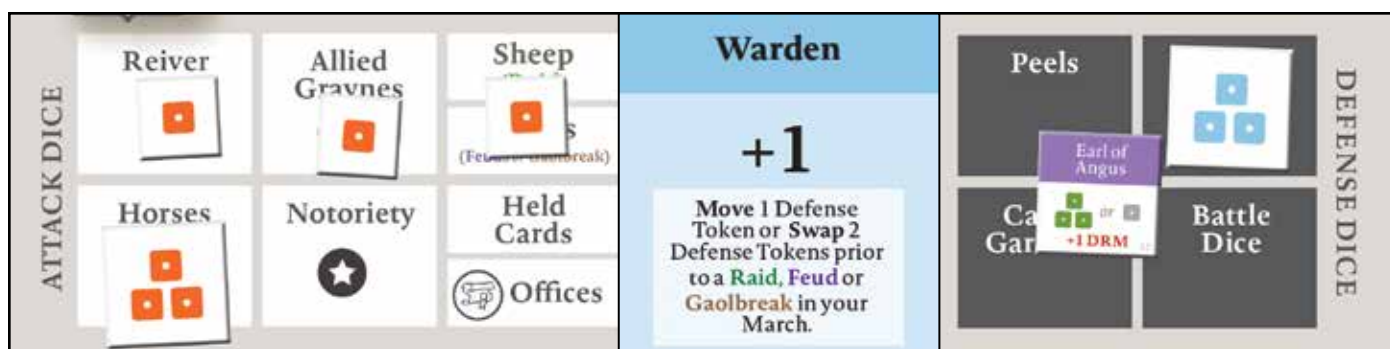 ATTACK DICE
Reiver
Allied
Graynes
Sheep
(Feud or Gaolbreak)
Horses
Notoriety
Held
Cards
Offices
Warden
+1
Move 1 Defense
Token or Swap 2
Defense Tokens prior
to a Raid, Feud or
Gaolbreak in your
March.
Peels
Earl of
Angus
or
+1 DRM
Battle
Dice
DEFENSE DICE